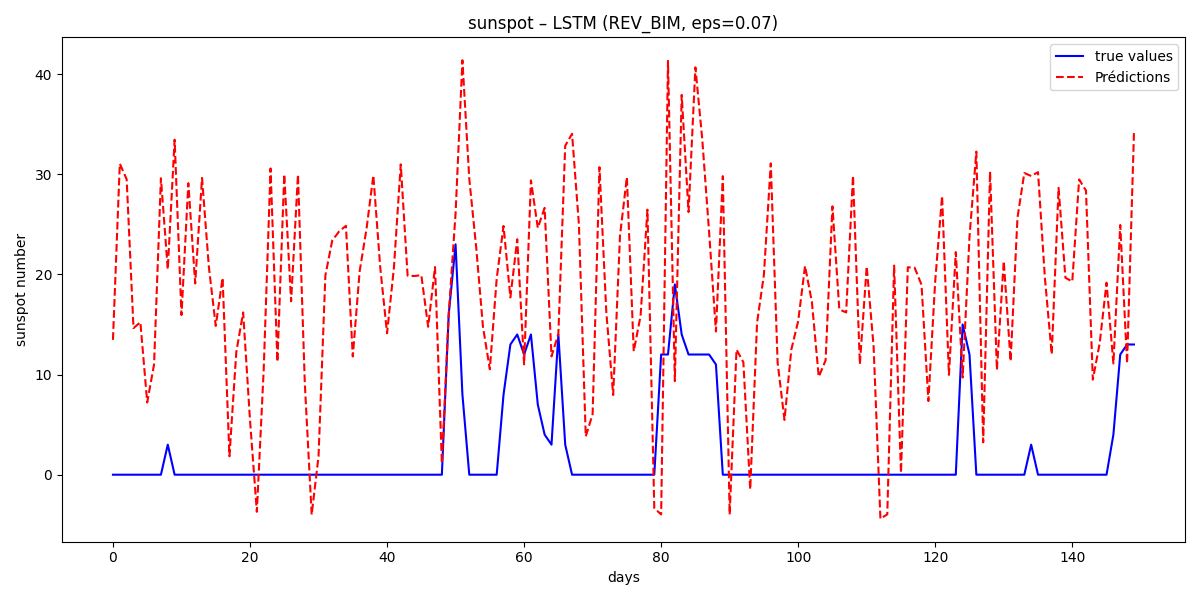 sunspot – LSTM (REV_BIM, eps=0.07)
true values
Prédictions
sunspot number
40
30
20
10
0
0 20 40 60 80 100 120 140
days